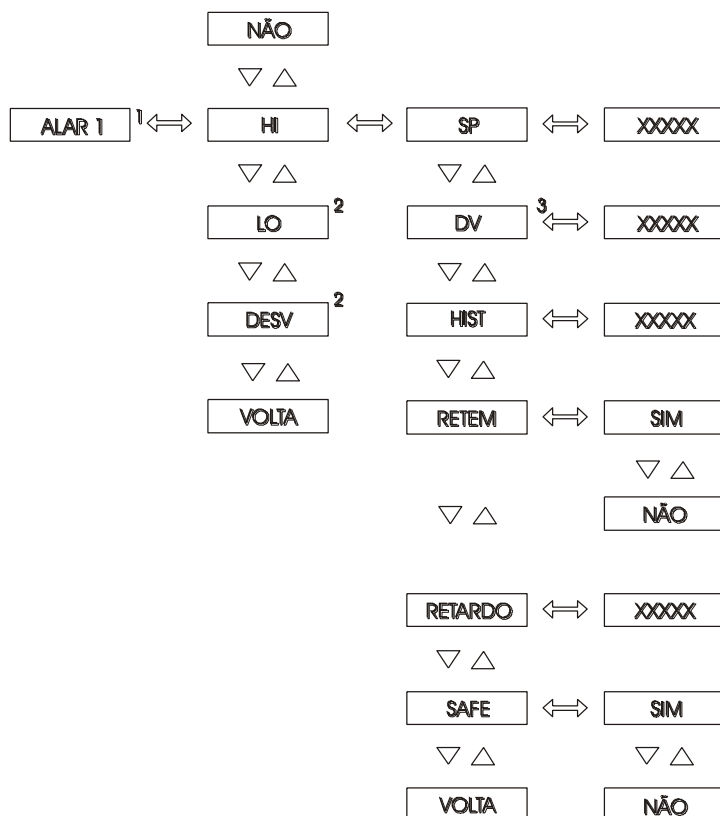 NÃO
ALAR 1 1 HI SP XXXXX
LO 2 DV 3 XXXXX
DESV 2 HIST XXXXX
VOLTA RETEM SIM
NÃO
RETARDO XXXXX
SAFE SIM
VOLTA NÃO